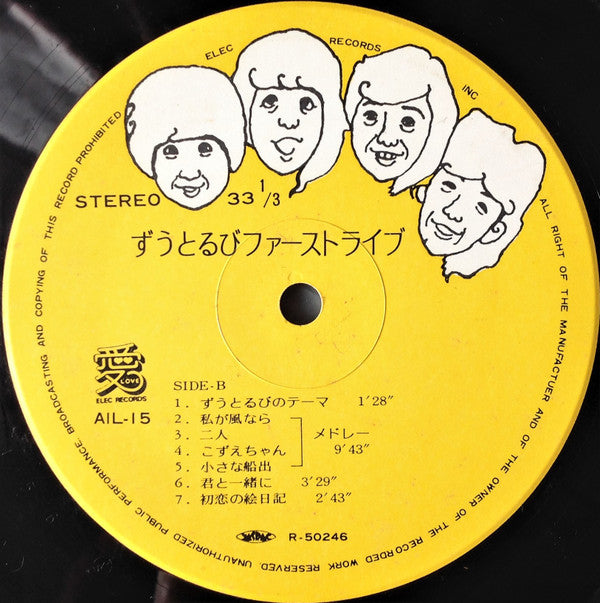 ELEC RECORDS INC
STEREO 33 1/3
ずうとるびファーストライブ
愛
LOVE
ELEC RECORDS
AIL-15
SIDE-B
1. ずうとるびのテーマ 1'28"
2. 私が風なら
3. 二人 メドレー
4. こずえちゃん 9'43"
5. 小さな船出
6. 君と一緒に 3'29"
7. 初恋の絵日記 2'43"
R-50246
ALL RIGHT OF THE MANUFACTUER AND OF THE OWNER OF THE RECORDED WORK RESERVED. UNAUTHORIZED PUBLIC PERFORMANCE, BROADCASTING AND COPYING OF THIS RECORD PROHIBITED